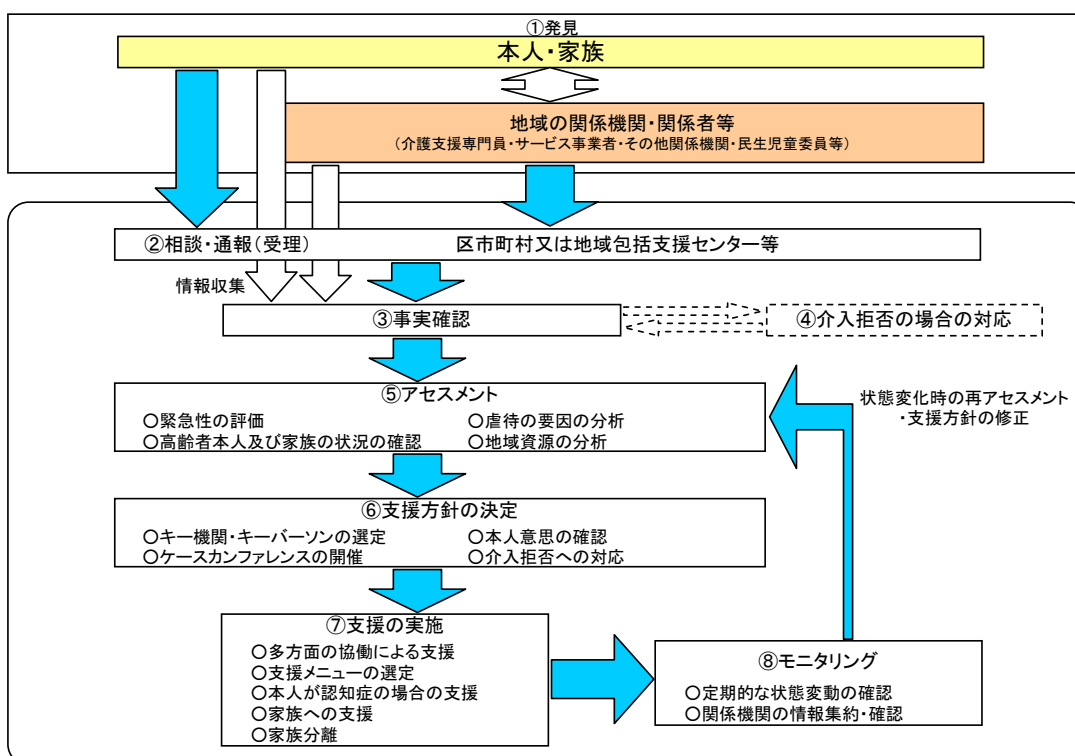 ①発見
本人・家族
地域の関係機関・関係者等
（介護支援専門員・サービス事業者・その他関係機関・民生児童委員等）
②相談・通報（受理）　区市町村又は地域包括支援センター等
情報収集
③事実確認
④介入拒否の場合の対応
⑤アセスメント
○緊急性の評価　○虐待の要因の分析
○高齢者本人及び家族の状況の確認　○地域資源の分析
状態変化時の再アセスメント
・支援方針の修正
⑥支援方針の決定
○キー機関・キーパーソンの選定　○本人意思の確認
○ケースカンファレンスの開催　○介入拒否への対応
⑦支援の実施
○多方面の協働による支援
○支援メニューの選定
○本人が認知症の場合の支援
○家族への支援
○家族分離
⑧モニタリング
○定期的な状態変動の確認
○関係機関の情報集約・確認